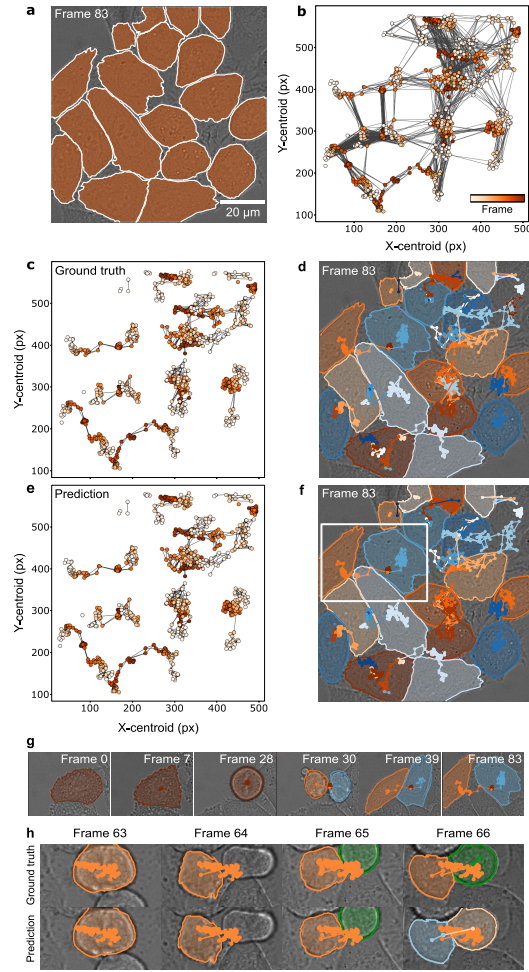 a
Frame 83
20 µm
b
Y-centroid (px)
500
400
300
200
100
0
100
200
300
400
500
X-centroid (px)
Frame
c
Ground truth
Y-centroid (px)
500
400
300
200
100
d
Frame 83
e
Prediction
Y-centroid (px)
500
400
300
200
100
100
200
300
400
500
X-centroid (px)
f
Frame 83
g
Frame 0
Frame 7
Frame 28
Frame 30
Frame 39
Frame 83
h
Frame 63
Frame 64
Frame 65
Frame 66
Ground truth
Prediction